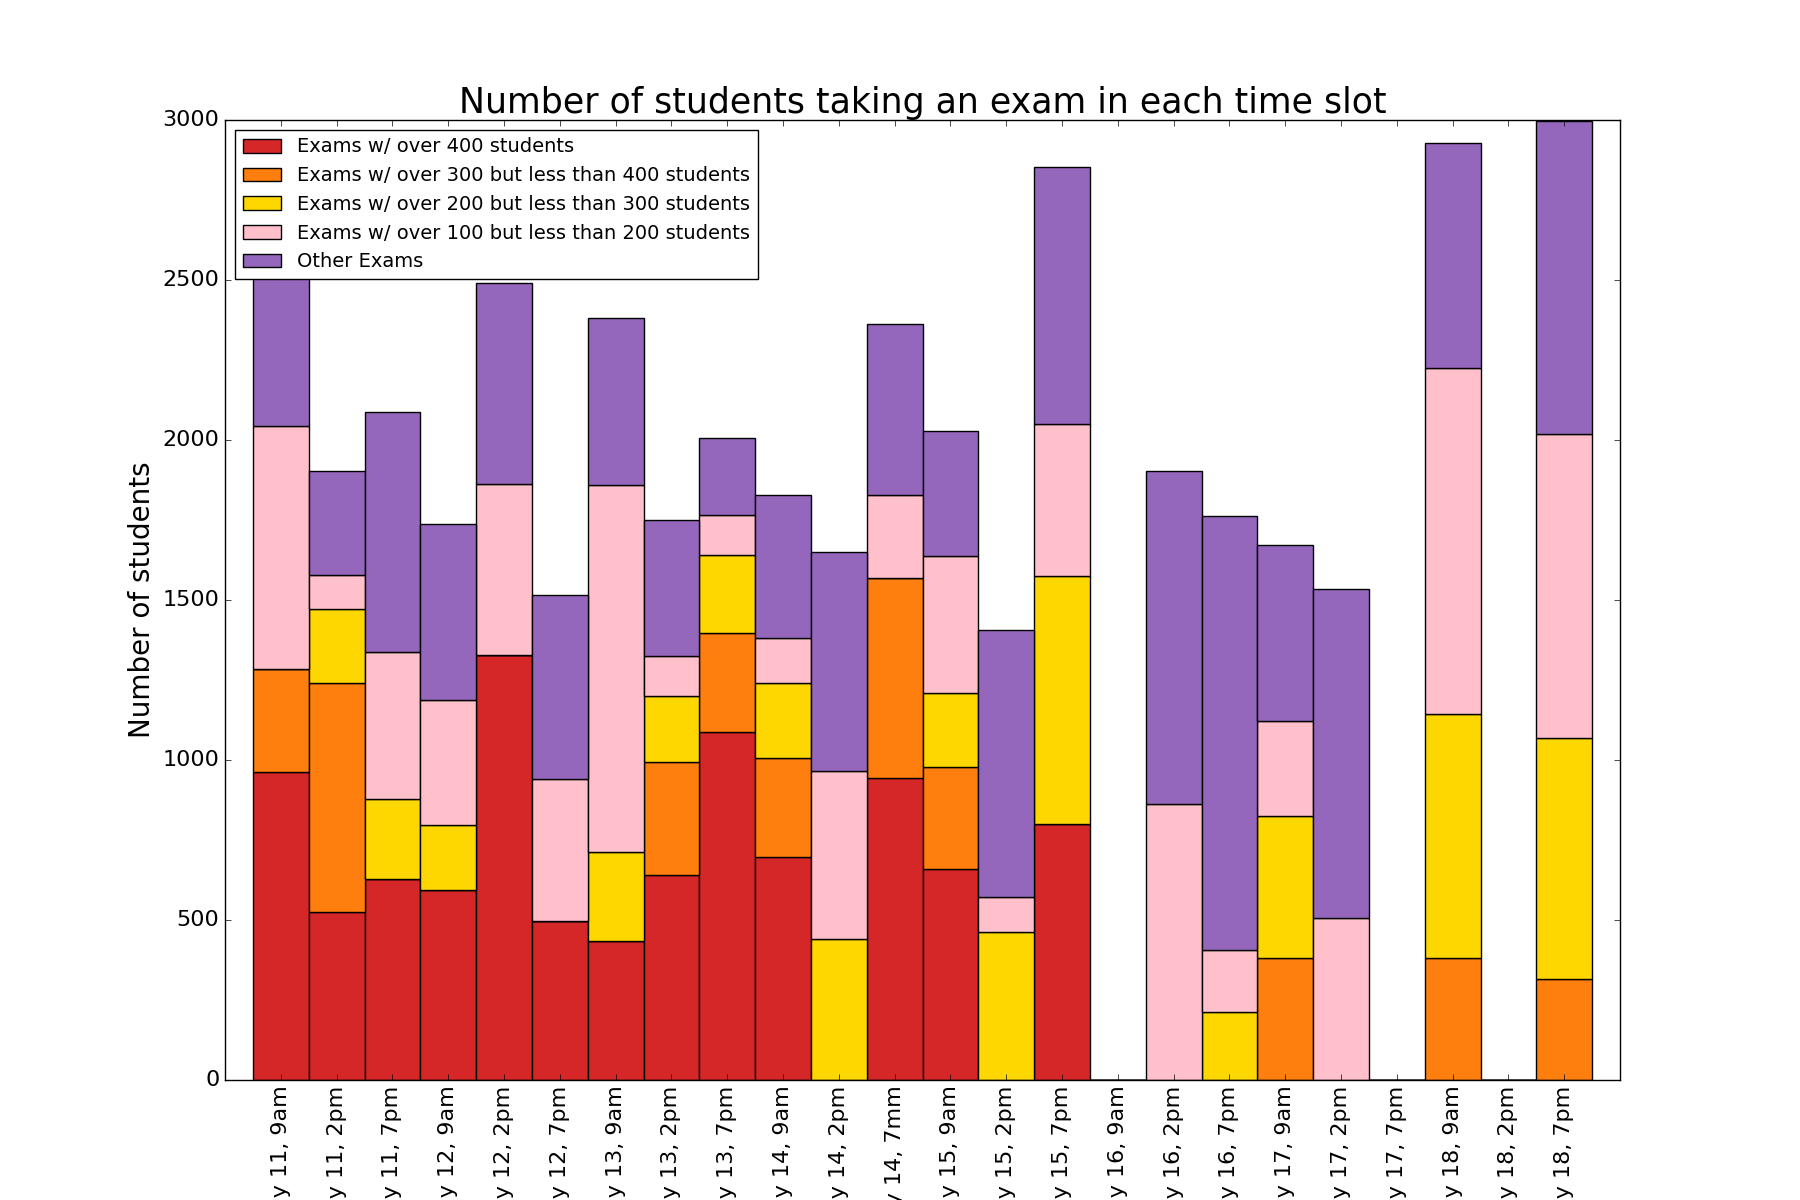 Number of students taking an exam in each time slot
3000
Exams w/ over 400 students
Exams w/ over 300 but less than 400 students
Exams w/ over 200 but less than 300 students
Exams w/ over 100 but less than 200 students
Other Exams
2500
2000
1500
1000
500
0
Number of students
y 11, 9am
y 11, 2pm
y 11, 7pm
y 12, 9am
y 12, 2pm
y 12, 7pm
y 13, 9am
y 13, 2pm
y 13, 7pm
y 14, 9am
y 14, 2pm
y 14, 7mm
y 15, 9am
y 15, 2pm
y 15, 7pm
y 16, 9am
y 16, 2pm
y 16, 7pm
y 17, 9am
y 17, 2pm
y 17, 7pm
y 18, 9am
y 18, 2pm
y 18, 7pm